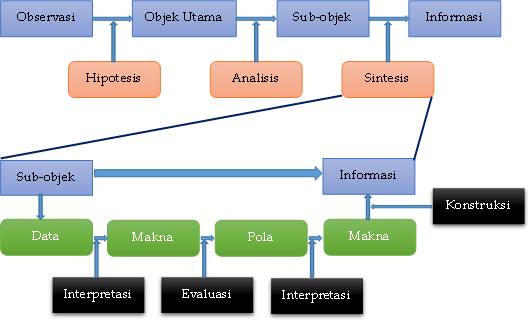 Observasi
Objek Utama
Sub-objek
Informasi
Hipotesis
Analisis
Sintesis
Sub-objek
Informasi
Konstruksi
Data
Makna
Pola
Makna
Interpretasi
Evaluasi
Interpretasi